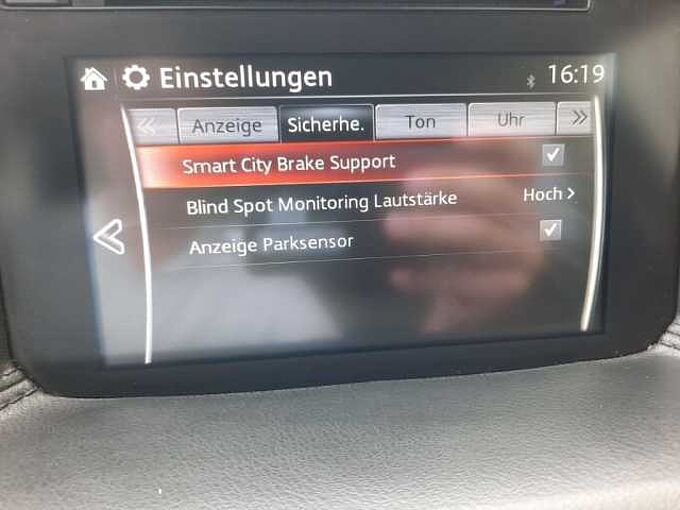 Einstellungen 16:19
Anzeige Sicherhe. Ton Uhr
Smart City Brake Support
Blind Spot Monitoring Lautstärke Hoch
Anzeige Parksensor